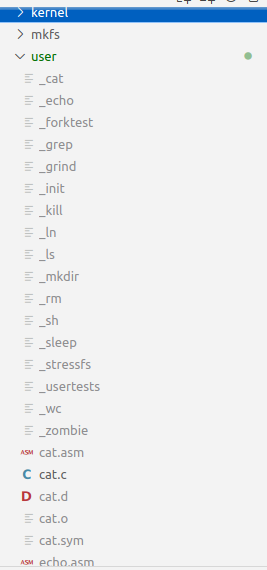 kernel
mkfs
user
_cat
_echo
_forktest
_grep
_grind
_init
_kill
_ln
_ls
_mkdir
_rm
_sh
_sleep
_stressfs
_usertests
_wc
_zombie
ASM cat.asm
C cat.c
D cat.d
cat.o
cat.sym
ASM echo.asm